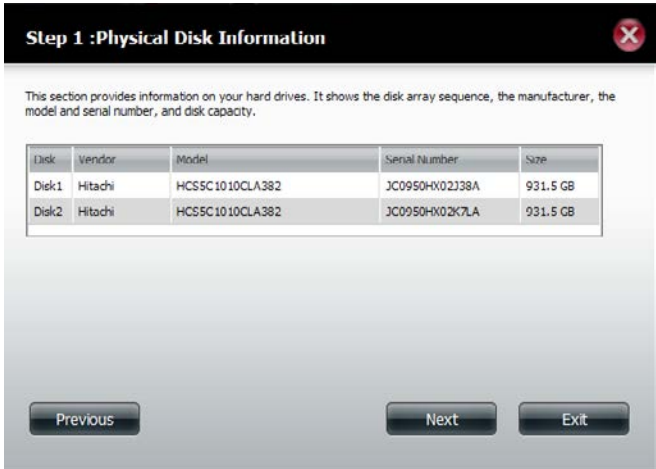 Step 1 :Physical Disk Information
This section provides information on your hard drives. It shows the disk array sequence, the manufacturer, the
model and serial number, and disk capacity.
Disk Vendor Model Serial Number Size
Disk1 Hitachi HCS5C1010CLA382 JC0950HX02J38A 931.5 GB
Disk2 Hitachi HCS5C1010CLA382 JC0950HX02K7LA 931.5 GB
Previous Next Exit